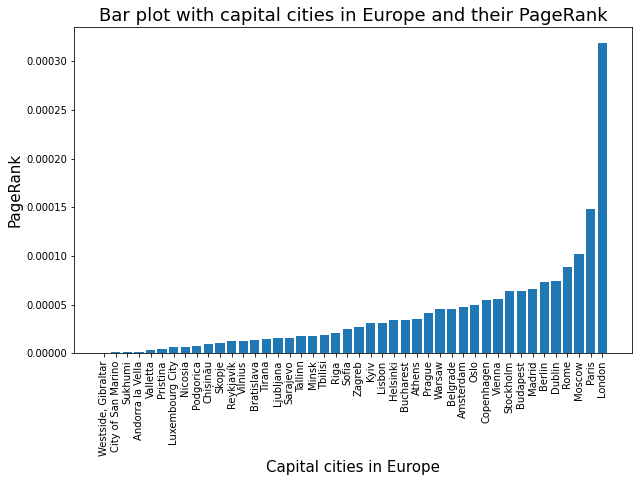 Bar plot with capital cities in Europe and their PageRank
PageRank
0.00030
0.00025
0.00020
0.00015
0.00010
0.00005
0.00000
Westside, Gibraltar
City of San Marino
Sukhumi
Andorra la Vella
Valletta
Pristina
Luxembourg City
Nicosia
Podgorica
Chișinău
Skopje
Reykjavík
Vilnius
Bratislava
Tirana
Ljubljana
Sarajevo
Tallinn
Minsk
Tbilisi
Riga
Sofia
Zagreb
Kyiv
Lisbon
Helsinki
Bucharest
Athens
Prague
Warsaw
Belgrade
Amsterdam
Oslo
Copenhagen
Vienna
Stockholm
Budapest
Madrid
Berlin
Dublin
Rome
Moscow
Paris
London
Capital cities in Europe